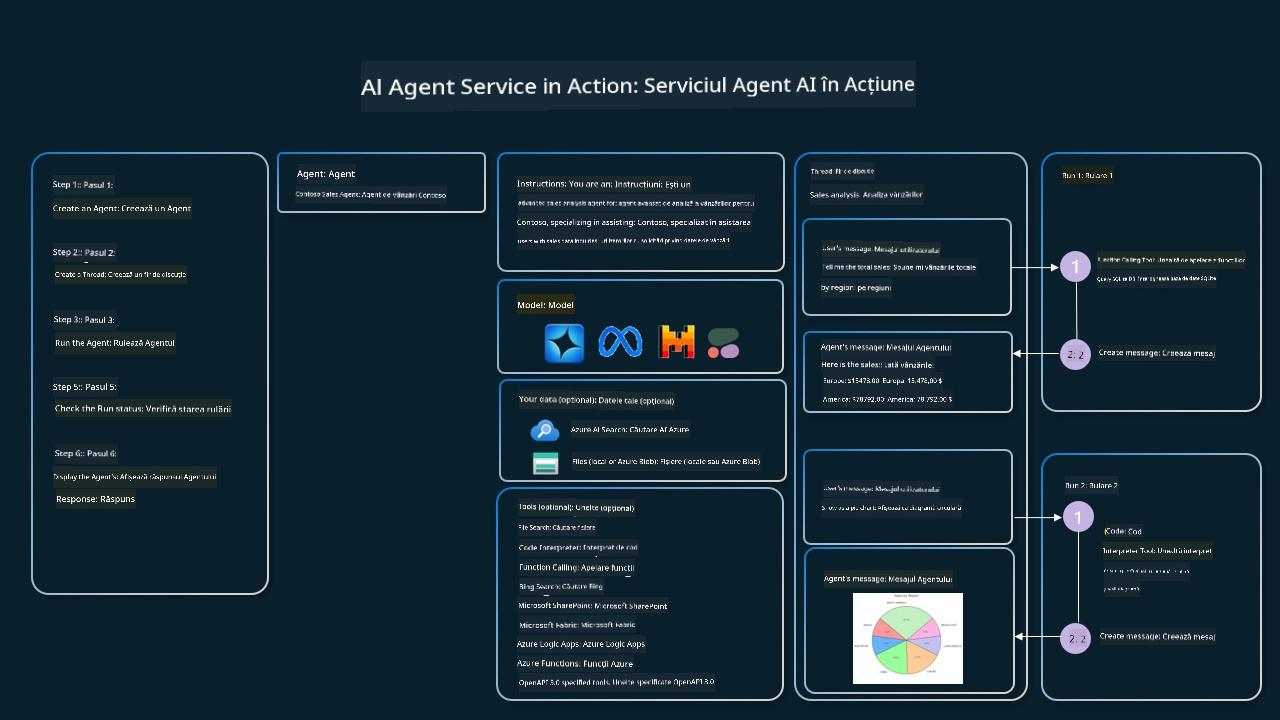 AI Agent Service in Action: Serviciul Agent AI în Acțiune
Step 1:: Pasul 1:
Create an Agent: Creează un Agent
Step 2:: Pasul 2:
Create a Thread: Creează un fir de discuție
Step 3:: Pasul 3:
Run the Agent: Rulează Agentul
Step 5:: Pasul 5:
Check the Run status: Verifică starea rulării
Step 6:: Pasul 6:
Display the Agent's: Afișează răspunsul Agentului
Response: Răspuns
Agent: Agent
Contoso Sales Agent: Agent de vânzări Contoso
Instructions: You are an: Instrucțiuni: Ești un
advanced sales analysis agent for: agent avansat de analiză a vânzărilor pentru
Contoso, specializing in assisting: Contoso, specializat în asistarea
users with sales data inquiries: utilizatorilor cu solicitări privind datele de vânzări
Model: Model
Your data (optional): Datele tale (opțional)
Azure AI Search: Căutare AI Azure
Files (local or Azure Blob): Fișiere (locale sau Azure Blob)
Tools (optional): Unelte (opțional)
File Search: Căutare fișiere
Code Interpreter: Interpret de cod
Function Calling: Apelare funcții
Bing Search: Căutare Bing
Microsoft SharePoint: Microsoft SharePoint
Microsoft Fabric: Microsoft Fabric
Azure Logic Apps: Azure Logic Apps
Azure Functions: Funcții Azure
OpenAPI 3.0 specified tools: Unelte specificate OpenAPI 3.0
Thread: Fir de discuție
Sales analysis: Analiza vânzărilor
User's message: Mesajul utilizatorului
Tell me the total sales: Spune-mi vânzările totale
by region: pe regiuni
Agent's message: Mesajul Agentului
Here is the sales:: Iată vânzările:
Europe: $15478.00 Europa: 15.478,00 $
America: $78792.00 America: 78.792,00 $
User's message: Mesajul utilizatorului
Show as a pie chart: Afișează ca diagramă circulară
Agent's message: Mesajul Agentului
Sales by Region
Run 1: Rulare 1
1
Function Calling Tool: Unealtă de apelare a funcțiilor
Query SQLite DB: Interoghează baza de date SQLite
2: 2
Create message: Creează mesaj
Run 2: Rulare 2
1
(Code: Cod
Interpreter Tool: Unealtă interpret
2: 2
Create message: Creează mesaj